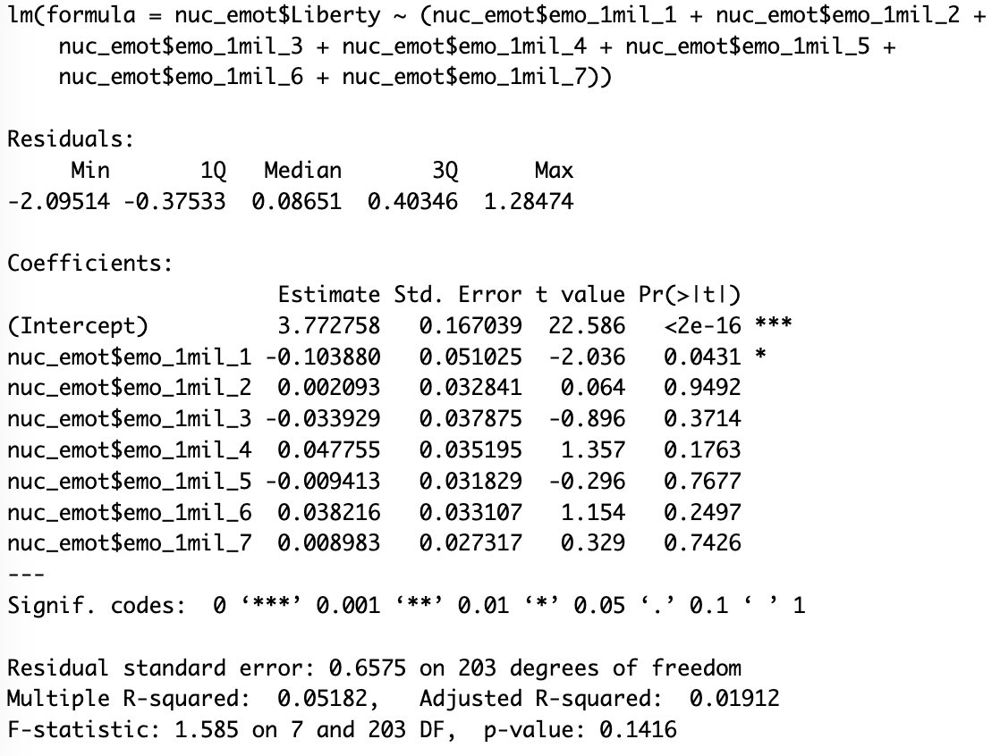 lm(formula = nuc_emot$Liberty ~ (nuc_emot$emo_1mil_1 + nuc_emot$emo_1mil_2 +
    nuc_emot$emo_1mil_3 + nuc_emot$emo_1mil_4 + nuc_emot$emo_1mil_5 +
    nuc_emot$emo_1mil_6 + nuc_emot$emo_1mil_7))

Residuals:
     Min       1Q   Median       3Q      Max
-2.09514 -0.37533  0.08651  0.40346  1.28474

Coefficients:
                     Estimate Std. Error t value Pr(>|t|)
(Intercept)          3.772758   0.167039  22.586   <2e-16 ***
nuc_emot$emo_1mil_1 -0.103880   0.051025  -2.036   0.0431 *
nuc_emot$emo_1mil_2  0.002093   0.032841   0.064   0.9492
nuc_emot$emo_1mil_3 -0.033929   0.037875  -0.896   0.3714
nuc_emot$emo_1mil_4  0.047755   0.035195   1.357   0.1763
nuc_emot$emo_1mil_5 -0.009413   0.031829  -0.296   0.7677
nuc_emot$emo_1mil_6  0.038216   0.033107   1.154   0.2497
nuc_emot$emo_1mil_7  0.008983   0.027317   0.329   0.7426
---
Signif. codes:  0 ‘***’ 0.001 ‘**’ 0.01 ‘*’ 0.05 ‘.’ 0.1 ‘ ’ 1

Residual standard error: 0.6575 on 203 degrees of freedom
Multiple R-squared:  0.05182,   Adjusted R-squared:  0.01912
F-statistic: 1.585 on 7 and 203 DF,  p-value: 0.1416